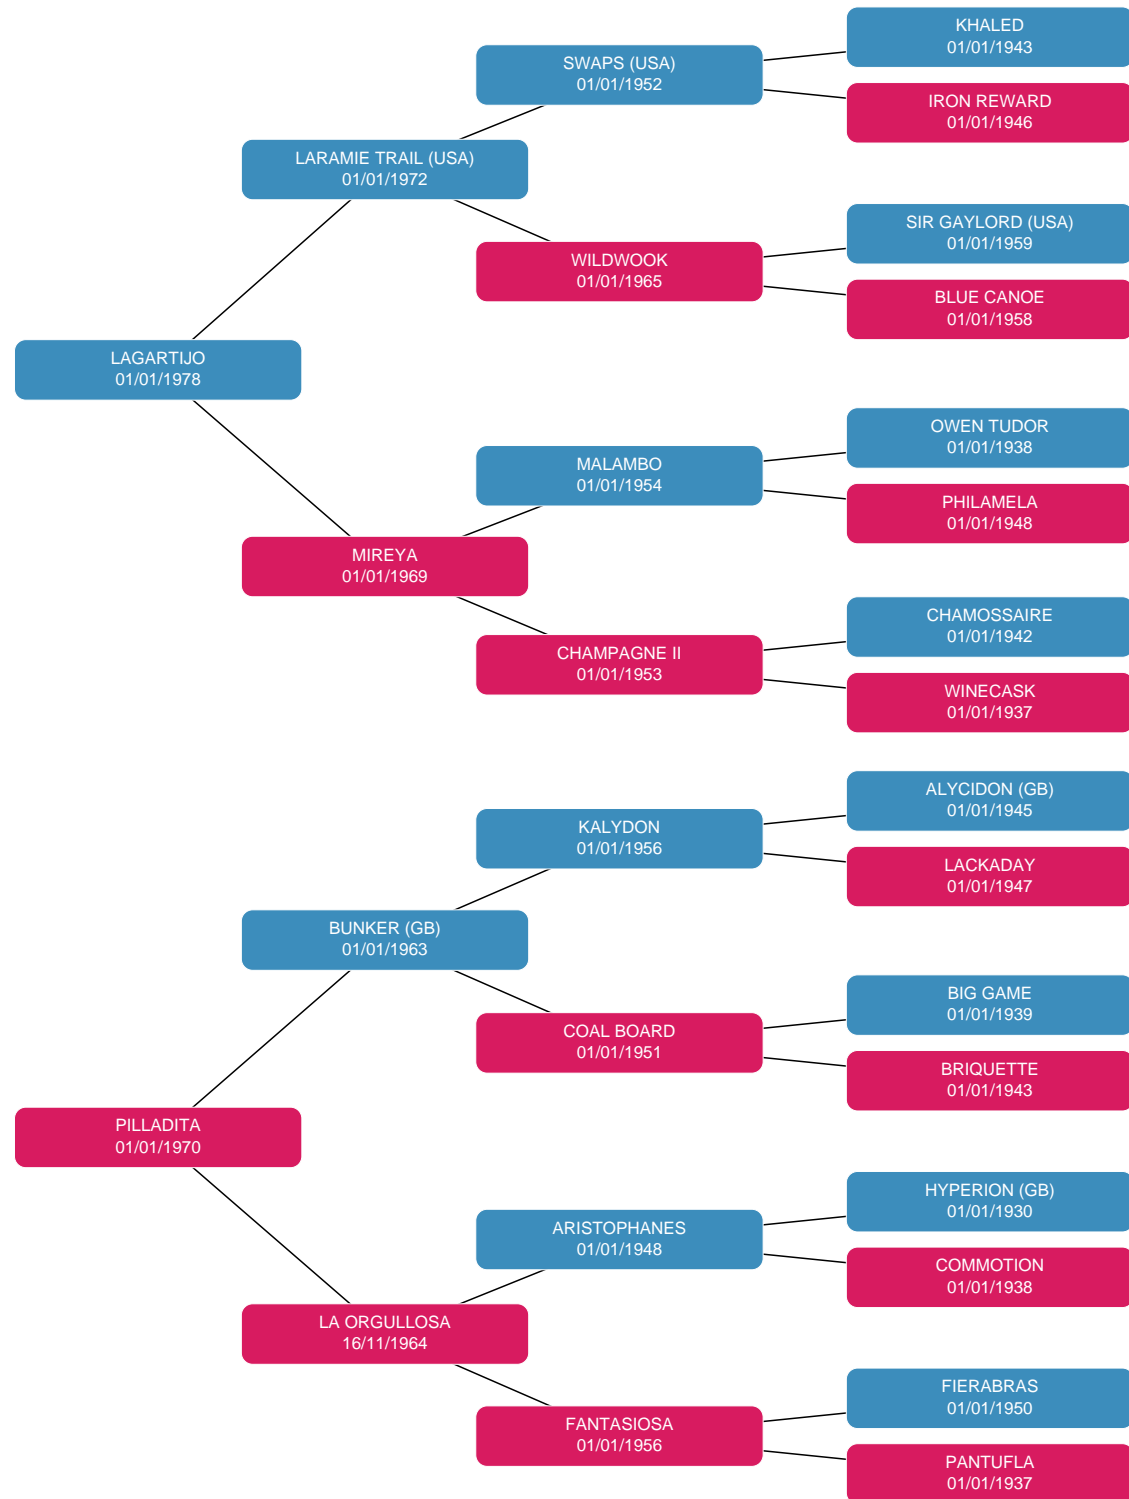 KHALED
01/01/1943
SWAPS (USA)
01/01/1952
IRON REWARD
01/01/1946
LARAMIE TRAIL (USA)
01/01/1972
SIR GAYLORD (USA)
01/01/1959
WILDWOOK
01/01/1965
BLUE CANOE
01/01/1958
LAGARTIJO
01/01/1978
OWEN TUDOR
01/01/1938
MALAMBO
01/01/1954
PHILAMELA
01/01/1948
MIREYA
01/01/1969
CHAMOSSAIRE
01/01/1942
CHAMPAGNE II
01/01/1953
WINECASK
01/01/1937
ALYCIDON (GB)
01/01/1945
KALYDON
01/01/1956
LACKADAY
01/01/1947
BUNKER (GB)
01/01/1963
BIG GAME
01/01/1939
COAL BOARD
01/01/1951
BRIQUETTE
01/01/1943
PILLADITA
01/01/1970
HYPERION (GB)
01/01/1930
ARISTOPHANES
01/01/1948
COMMOTION
01/01/1938
LA ORGULLOSA
16/11/1964
FIERABRAS
01/01/1950
FANTASIOSA
01/01/1956
PANTUFLA
01/01/1937